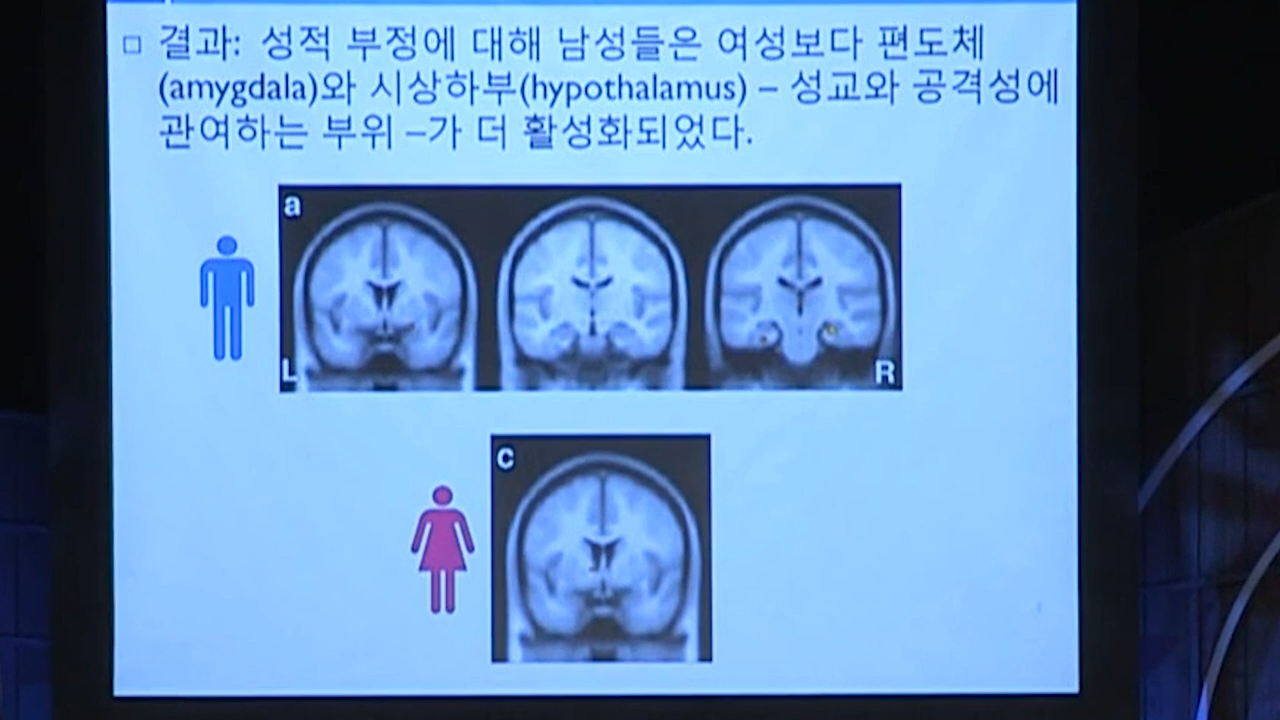 □ 결과: 성적 부정에 대해 남성들은 여성보다 편도체
(amygdala)와 시상하부(hypothalamus) – 성교와 공격성에
관여하는 부위 –가 더 활성화되었다.
a
L
R
c